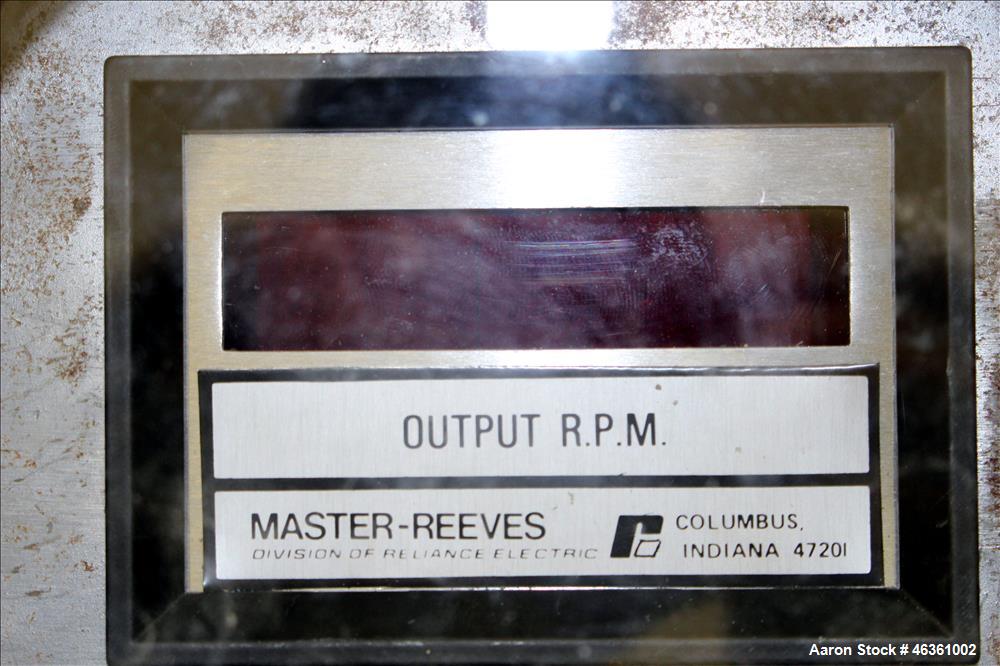 OUTPUT R.P.M.
MASTER-REEVES
DIVISION OF RELIANCE ELECTRIC
COLUMBUS,
INDIANA 47201
Aaron Stock # 46361002